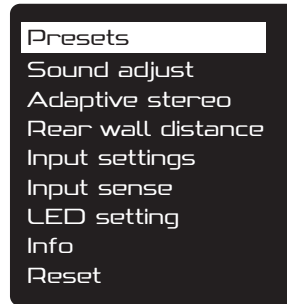 Presets
Sound adjust
Adaptive stereo
Rear wall distance
Input settings
Input sense
LED setting
Info
Reset